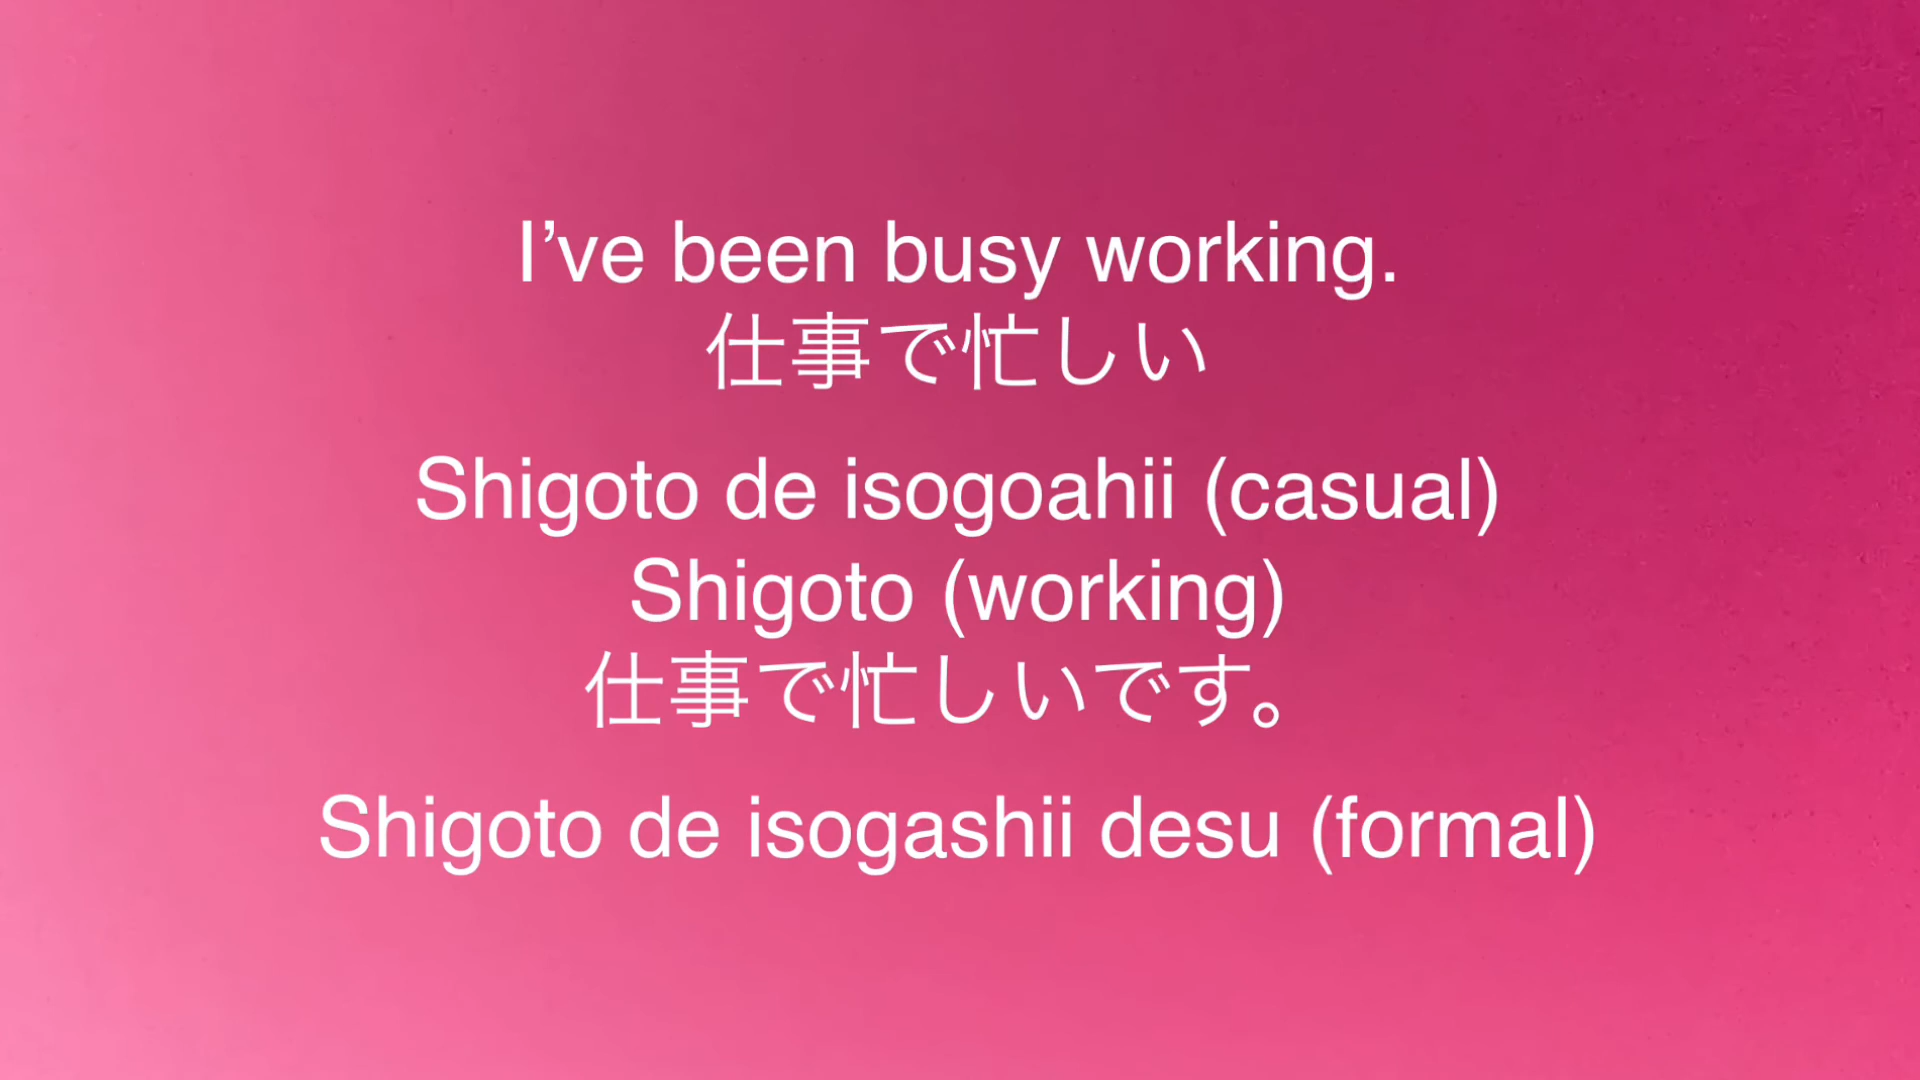 I’ve been busy working.
仕事で忙しい
Shigoto de isogoahii (casual)
Shigoto (working)
仕事で忙しいです。
Shigoto de isogashii desu (formal)